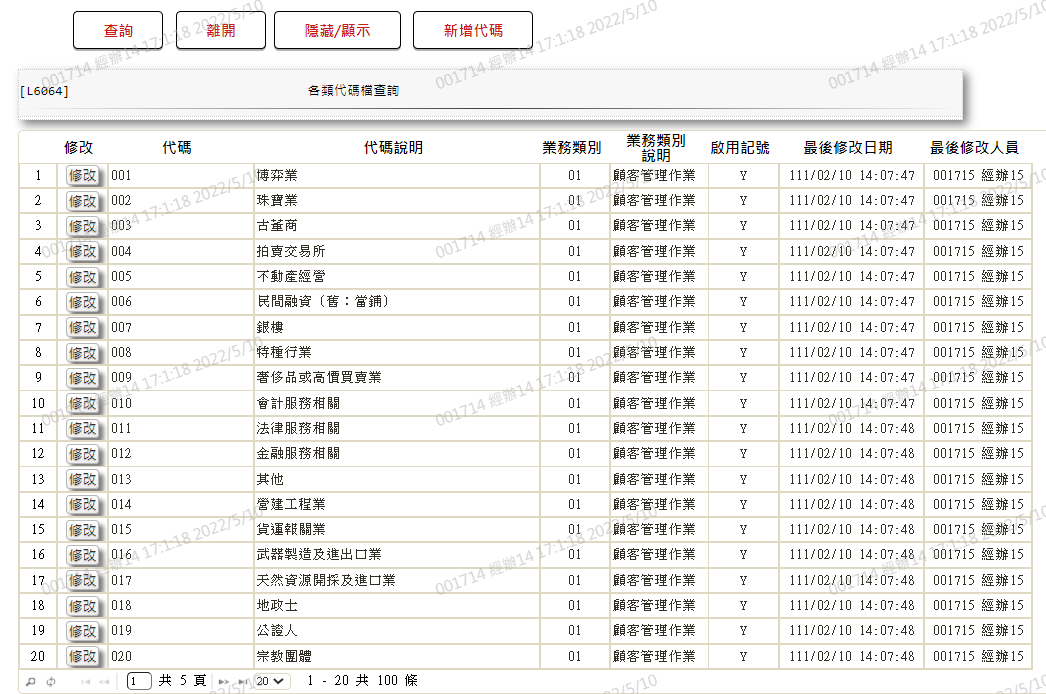 查詢 離開 隱藏/顯示 新增代碼
[L6064] 各類代碼檔查詢
修改 代碼 代碼說明 業務類別 業務類別說明 啟用記號 最後修改日期 最後修改人員
1 修改 001 博弈業 01 顧客管理作業 Y 111/02/10 14:07:47 001715 經辦15
2 修改 002 珠寶業 01 顧客管理作業 Y 111/02/10 14:07:47 001715 經辦15
3 修改 003 古董商 01 顧客管理作業 Y 111/02/10 14:07:47 001715 經辦15
4 修改 004 拍賣交易所 01 顧客管理作業 Y 111/02/10 14:07:47 001715 經辦15
5 修改 005 不動產經營 01 顧客管理作業 Y 111/02/10 14:07:47 001715 經辦15
6 修改 006 民間融資（舊：當鋪） 01 顧客管理作業 Y 111/02/10 14:07:47 001715 經辦15
7 修改 007 銀樓 01 顧客管理作業 Y 111/02/10 14:07:47 001715 經辦15
8 修改 008 特種行業 01 顧客管理作業 Y 111/02/10 14:07:47 001715 經辦15
9 修改 009 奢侈品或高價買賣業 01 顧客管理作業 Y 111/02/10 14:07:47 001715 經辦15
10 修改 010 會計服務相關 01 顧客管理作業 Y 111/02/10 14:07:47 001715 經辦15
11 修改 011 法律服務相關 01 顧客管理作業 Y 111/02/10 14:07:48 001715 經辦15
12 修改 012 金融服務相關 01 顧客管理作業 Y 111/02/10 14:07:48 001715 經辦15
13 修改 013 其他 01 顧客管理作業 Y 111/02/10 14:07:48 001715 經辦15
14 修改 014 營建工程業 01 顧客管理作業 Y 111/02/10 14:07:48 001715 經辦15
15 修改 015 貨運報關業 01 顧客管理作業 Y 111/02/10 14:07:48 001715 經辦15
16 修改 016 武器製造及進出口業 01 顧客管理作業 Y 111/02/10 14:07:48 001715 經辦15
17 修改 017 天然資源開採及進口業 01 顧客管理作業 Y 111/02/10 14:07:48 001715 經辦15
18 修改 018 地政士 01 顧客管理作業 Y 111/02/10 14:07:48 001715 經辦15
19 修改 019 公證人 01 顧客管理作業 Y 111/02/10 14:07:48 001715 經辦15
20 修改 020 宗教團體 01 顧客管理作業 Y 111/02/10 14:07:48 001715 經辦15
1 共 5 頁 20 1 - 20 共 100 條
001714 經辦14 17:1:18 2022/5/10